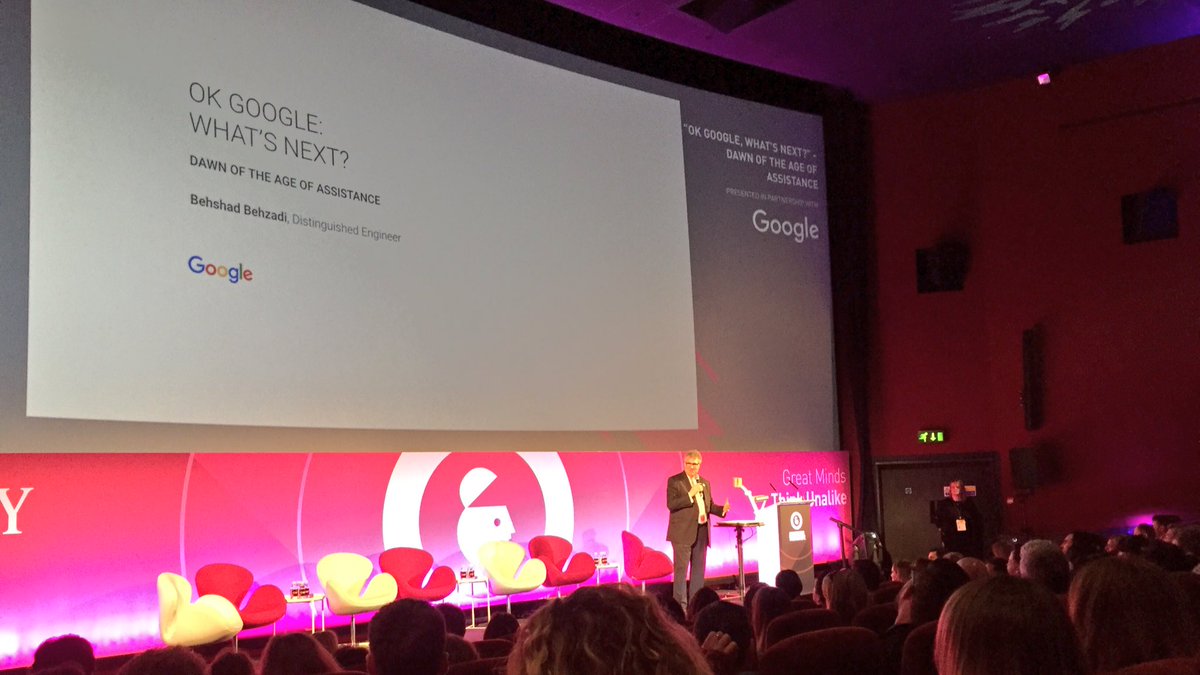 OK GOOGLE:
WHAT'S NEXT?
DAWN OF THE AGE OF ASSISTANCE
Behshad Behzadi, Distinguished Engineer
Google
"OK GOOGLE, WHAT'S NEXT?" -
DAWN OF THE AGE OF
ASSISTANCE
PRESENTED IN PARTNERSHIP WITH
Google
Y
Great Minds
Think Unalike